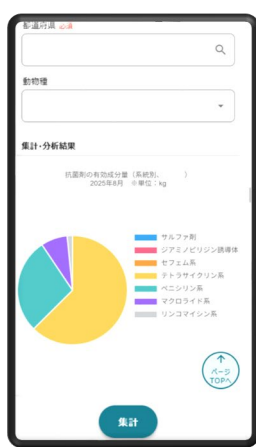 都道府県 必須
動物種
集計・分析結果
抗菌剤の有効成分量（系統別、　　）
2025年8月　※単位：kg
サルファ剤
ジアミノピリジン誘導体
セフェム系
テトラサイクリン系
ペニシリン系
マクロライド系
リンコマイシン系
ページ
TOPへ
集計